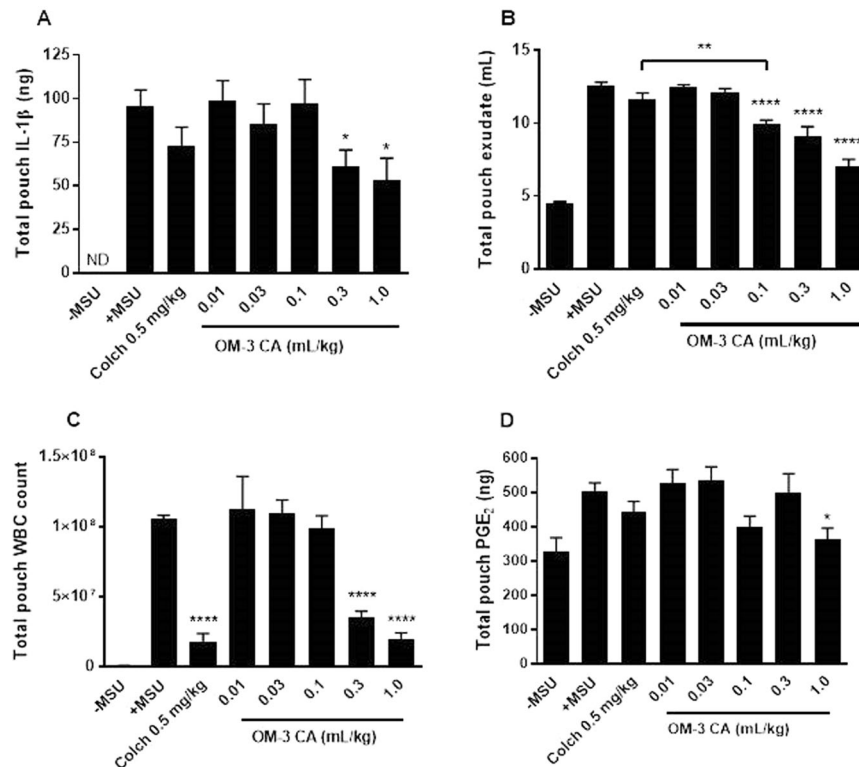 A
Total pouch IL-1β (ng)
125
100
75
50
25
0
ND
*
*
-MSU
+MSU
Colch 0.5 mg/kg
0.01
0.03
0.1
0.3
1.0
OM-3 CA (mL/kg)
B
Total pouch exudate (mL)
15
10
5
0
**
****
****
****
-MSU
+MSU
Colch 0.5 mg/kg
0.01
0.03
0.1
0.3
1.0
OM-3 CA (mL/kg)
C
Total pouch WBC count
1.5×10⁸
1×10⁸
5×10⁷
0
****
****
****
-MSU
+MSU
Colch 0.5 mg/kg
0.01
0.03
0.1
0.3
1.0
OM-3 CA (mL/kg)
D
Total pouch PGE₂ (ng)
600
500
400
300
200
100
0
*
-MSU
+MSU
Colch 0.5 mg/kg
0.01
0.03
0.1
0.3
1.0
OM-3 CA (mL/kg)